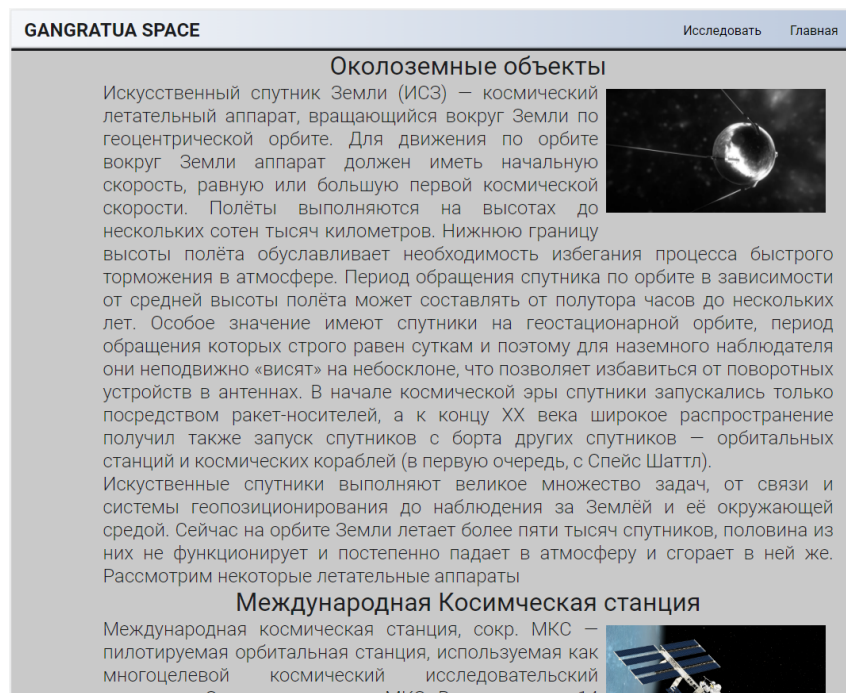 GANGRATUA SPACE
Исследовать
Главная
Околоземные объекты
Искусственный спутник Земли (ИСЗ) — космический
летательный аппарат, вращающийся вокруг Земли по
геоцентрической орбите. Для движения по орбите
вокруг Земли аппарат должен иметь начальную
скорость, равную или большую первой космической
скорости. Полёты выполняются на высотах до
нескольких сотен тысяч километров. Нижнюю границу
высоты полёта обуславливает необходимость избегания процесса быстрого
торможения в атмосфере. Период обращения спутника по орбите в зависимости
от средней высоты полёта может составлять от полутора часов до нескольких
лет. Особое значение имеют спутники на геостационарной орбите, период
обращения которых строго равен суткам и поэтому для наземного наблюдателя
они неподвижно «висят» на небосклоне, что позволяет избавиться от поворотных
устройств в антеннах. В начале космической эры спутники запускались только
посредством ракет-носителей, а к концу XX века широкое распространение
получил также запуск спутников с борта других спутников — орбитальных
станций и космических кораблей (в первую очередь, с Спейс Шаттл).
Искуственные спутники выполняют великое множество задач, от связи и
системы геопозиционирования до наблюдения за Землёй и её окружающей
средой. Сейчас на орбите Земли летает более пяти тысяч спутников, половина из
них не функционирует и постепенно падает в атмосферу и сгорает в ней же.
Рассмотрим некоторые летательные аппараты
Международная Косимческая станция
Международная космическая станция, сокр. МКС —
пилотируемая орбитальная станция, используемая как
многоцелевой космический исследовательский